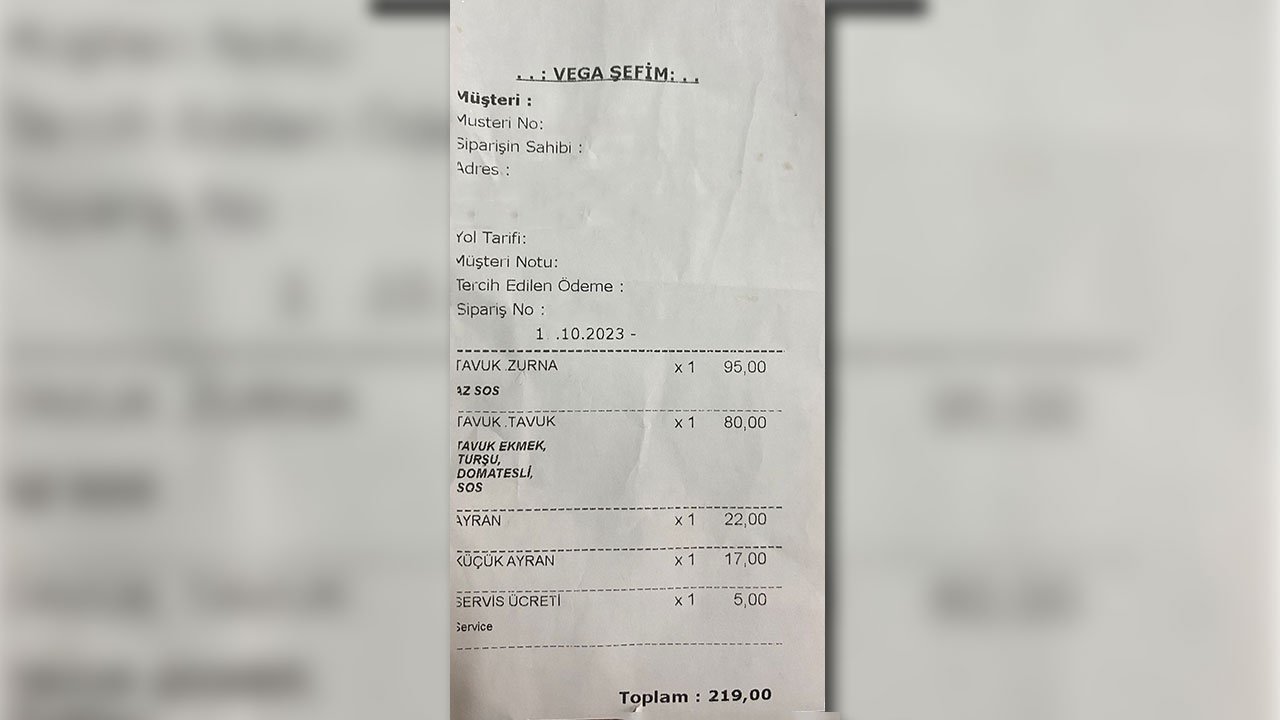 . . : VEGA ŞEFİM: . .
Müşteri :
Musteri No:
Siparişin Sahibi :
Adres :
Yol Tarifi:
Müşteri Notu:
Tercih Edilen Ödeme :
Sipariş No :
1 .10.2023 -
TAVUK .ZURNA x 1 95,00
AZ SOS
TAVUK .TAVUK x 1 80,00
TAVUK EKMEK,
TURŞU,
DOMATESLİ,
SOS
AYRAN x 1 22,00
KÜÇÜK AYRAN x 1 17,00
SERVİS ÜCRETİ x 1 5,00
Service
Toplam : 219,00